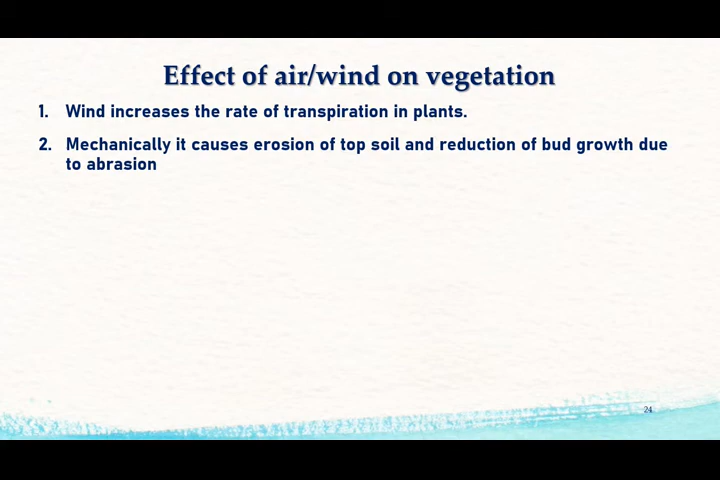 Effect of air/wind on vegetation
1. Wind increases the rate of transpiration in plants.
2. Mechanically it causes erosion of top soil and reduction of bud growth due
to abrasion
24